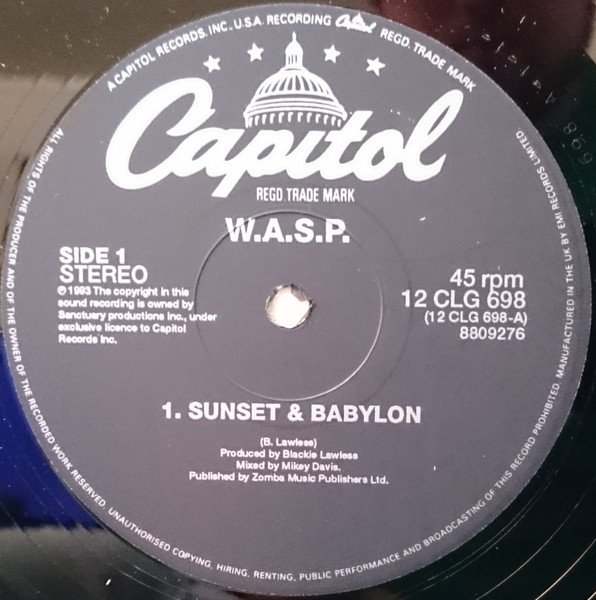 A CAPITOL RECORDS, INC., U.S.A. RECORDING Capitol REGD. TRADE MARK
Capitol
REGD TRADE MARK
W.A.S.P.
SIDE 1
STEREO
℗ 1993 The copyright in this
sound recording is owned by
Sanctuary productions Inc., under
exclusive licence to Capitol
Records Inc.
45 rpm
12 CLG 698
(12 CLG 698-A)
8809276
1. SUNSET & BABYLON
(B. Lawless)
Produced by Blackie Lawless
Mixed by Mikey Davis.
Published by Zomba Music Publishers Ltd.
ALL RIGHTS OF THE PRODUCER AND OF THE OWNER OF THE RECORDED WORK RESERVED. UNAUTHORISED COPYING, HIRING, RENTING, PUBLIC PERFORMANCE AND BROADCASTING OF THIS RECORD PROHIBITED. MANUFACTURED IN THE UK BY EMI RECORDS LIMITED